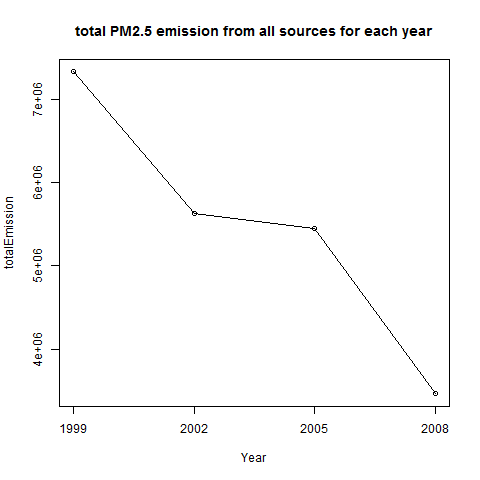 total PM2.5 emission from all sources for each year
7e+06
6e+06
5e+06
4e+06
totalEmission
1999 2002 2005 2008
Year